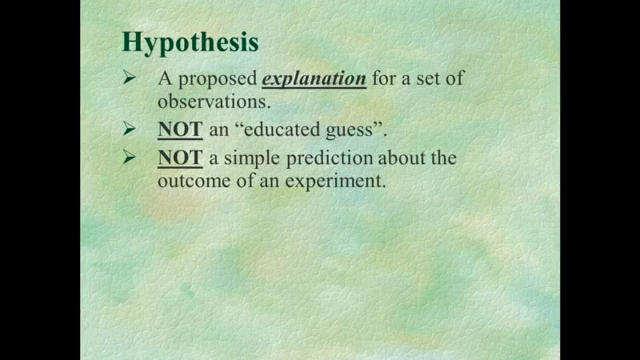 Hypothesis
➢ A proposed explanation for a set of
observations.
➢ NOT an “educated guess”.
➢ NOT a simple prediction about the
outcome of an experiment.